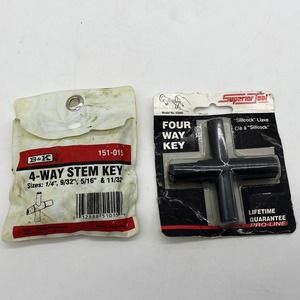 B&K
151-015
4-WAY STEM KEY
Sizes: 1/4", 9/32", 5/16" & 11/32"
Superior Tool
FOUR
WAY
KEY
"Sillcock" Llave
Clé à "Sillcock"
LIFETIME
GUARANTEE
PRO-LINE